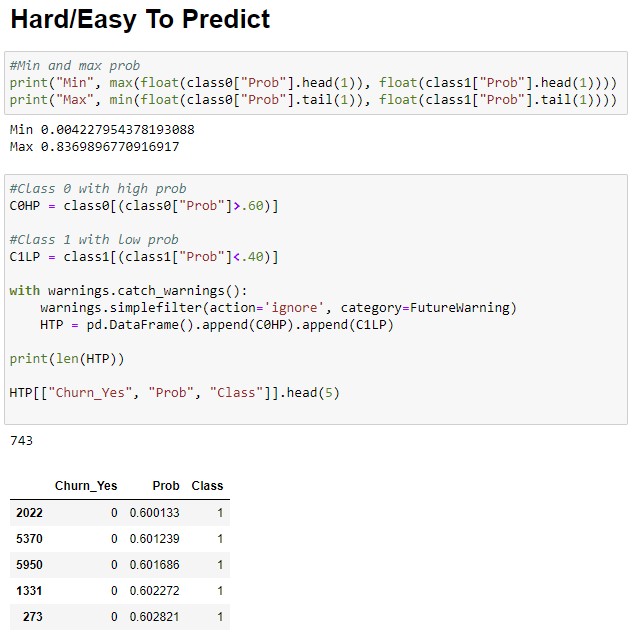 Hard/Easy To Predict
#Min and max prob
print("Min", max(float(class0["Prob"].head(1)), float(class1["Prob"].head(1))))
print("Max", min(float(class0["Prob"].tail(1)), float(class1["Prob"].tail(1))))
Min 0.004227954378193088
Max 0.8369896770916917
#Class 0 with high prob
C0HP = class0[(class0["Prob"]>.60)]
#Class 1 with low prob
C1LP = class1[(class1["Prob"]<.40)]
with warnings.catch_warnings():
    warnings.simplefilter(action='ignore', category=FutureWarning)
    HTP = pd.DataFrame().append(C0HP).append(C1LP)
print(len(HTP))
HTP[["Churn_Yes", "Prob", "Class"]].head(5)
743
Churn_Yes Prob Class
2022 0 0.600133 1
5370 0 0.601239 1
5950 0 0.601686 1
1331 0 0.602272 1
273 0 0.602821 1